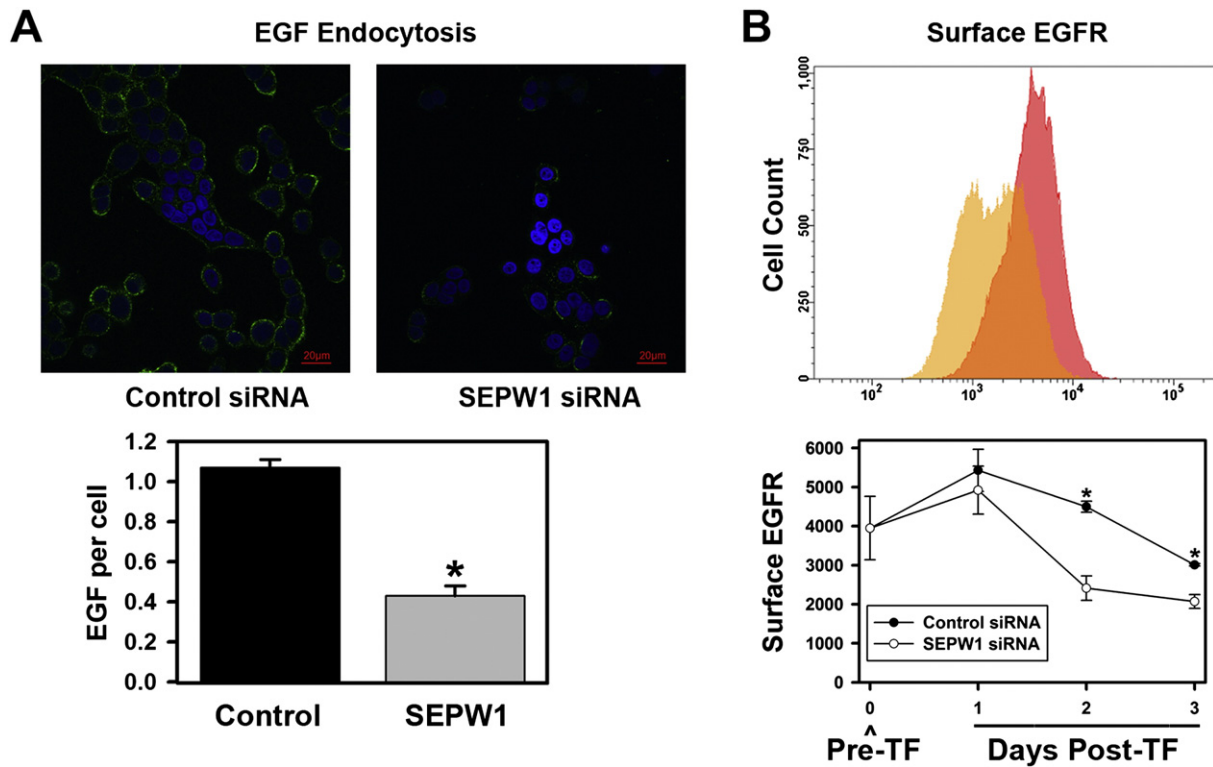 A
EGF Endocytosis
20µm
20µm
Control siRNA
SEPW1 siRNA
EGF per cell
1.2
1.0
0.8
0.6
0.4
0.2
0.0
*
Control
SEPW1
B
Surface EGFR
Cell Count
1,000
750
500
250
0
10²
10³
10⁴
10⁵
Surface EGFR
6000
5000
4000
3000
2000
1000
0
*
*
Control siRNA
SEPW1 siRNA
0
1
2
3
^
Pre-TF
Days Post-TF